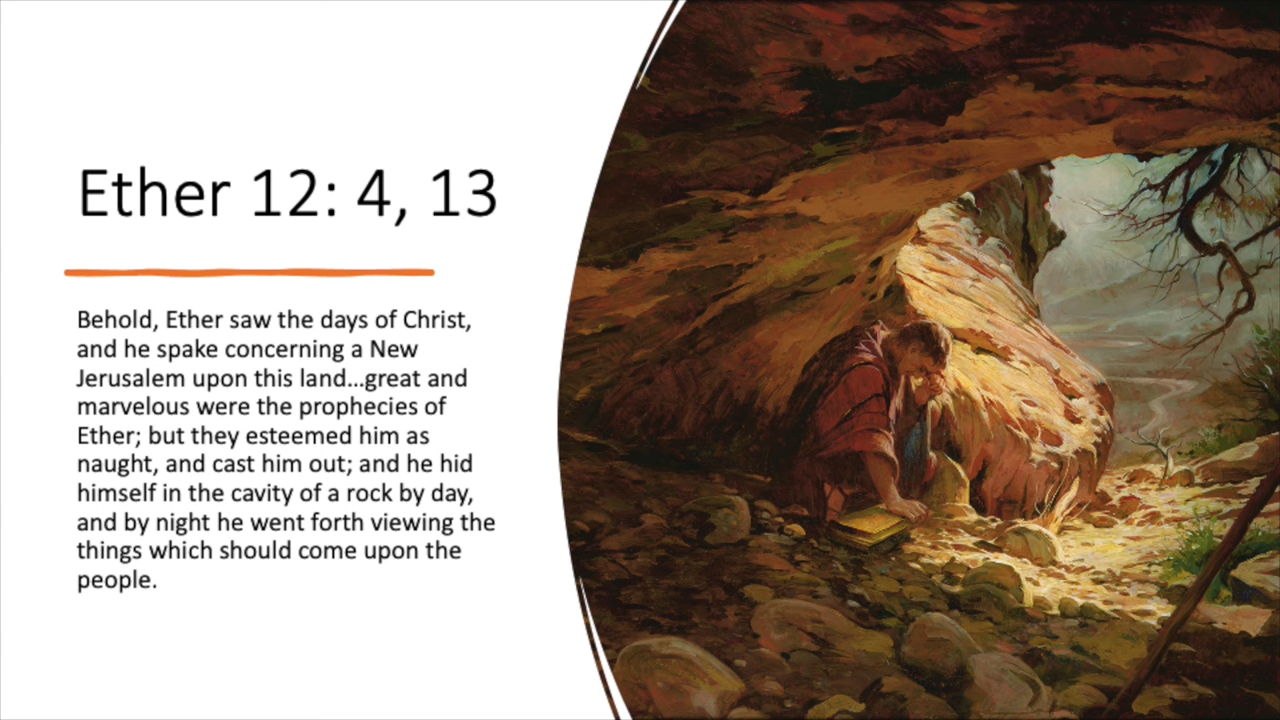 Ether 12: 4, 13
Behold, Ether saw the days of Christ,
and he spake concerning a New
Jerusalem upon this land...great and
marvelous were the prophecies of
Ether; but they esteemed him as
naught, and cast him out; and he hid
himself in the cavity of a rock by day,
and by night he went forth viewing the
things which should come upon the
people.